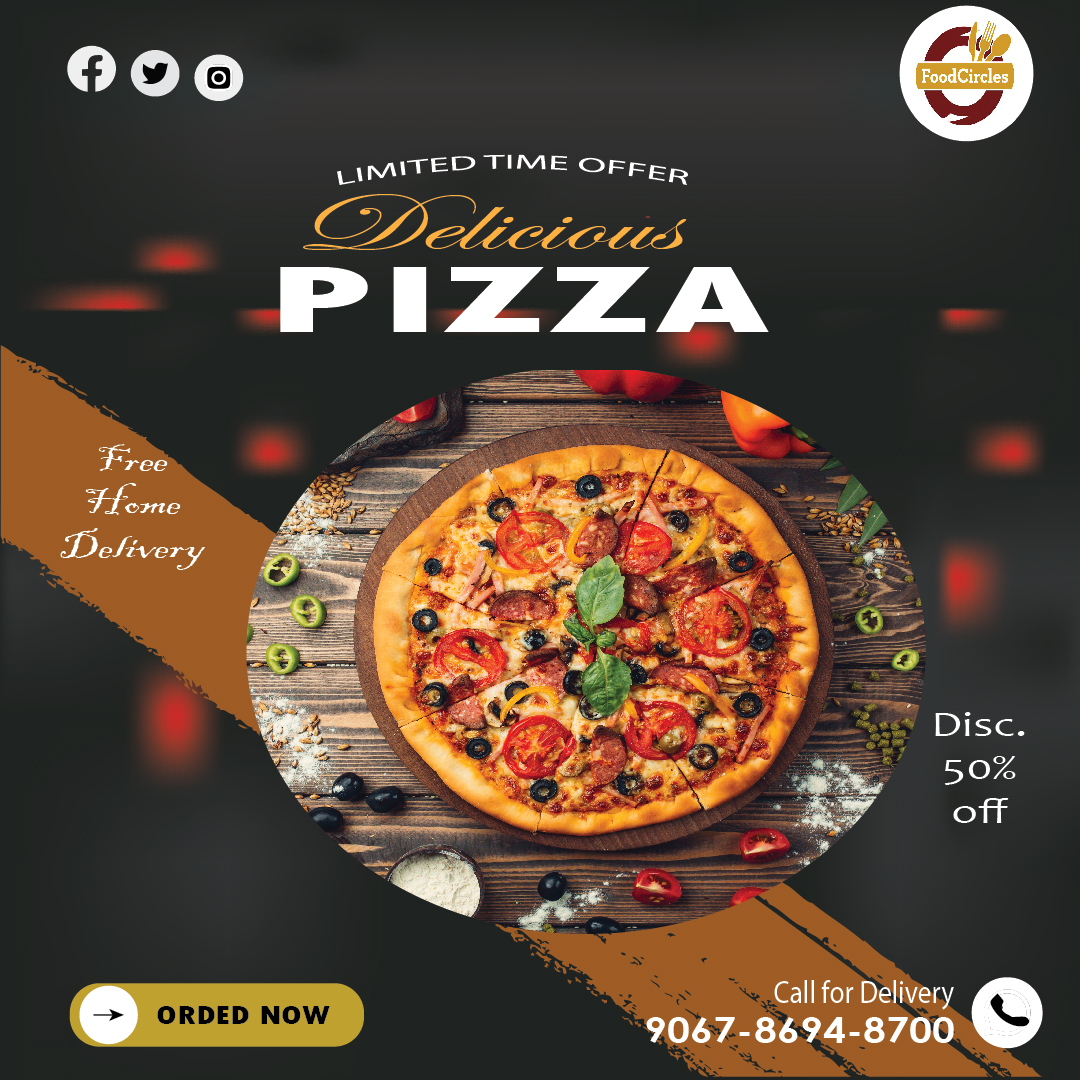 FoodCircles
LIMITED TIME OFFER
Delicious
PIZZA
Free
Home
Delivery
Disc.
50%
off
ORDED NOW
Call for Delivery
9067-8694-8700